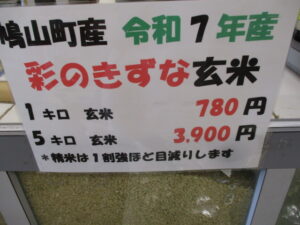 鳩山町産 令和7年産
彩のきずな玄米
1キロ 玄米 780円
5キロ 玄米 3.900円
*精米は1割強ほど目減りします